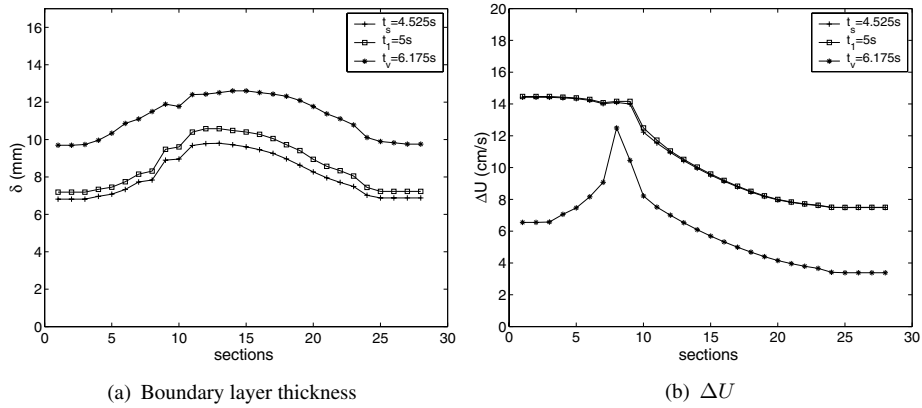 16
14
12
10
8
6
4
2
0
δ (mm)
0 5 10 15 20 25 30
sections
t_s=4.525s
t_1=5s
t_v=6.175s
(a) Boundary layer thickness
20
18
16
14
12
10
8
6
4
2
0
ΔU (cm/s)
0 5 10 15 20 25 30
sections
t_s=4.525s
t_1=5s
t_v=6.175s
(b) ΔU